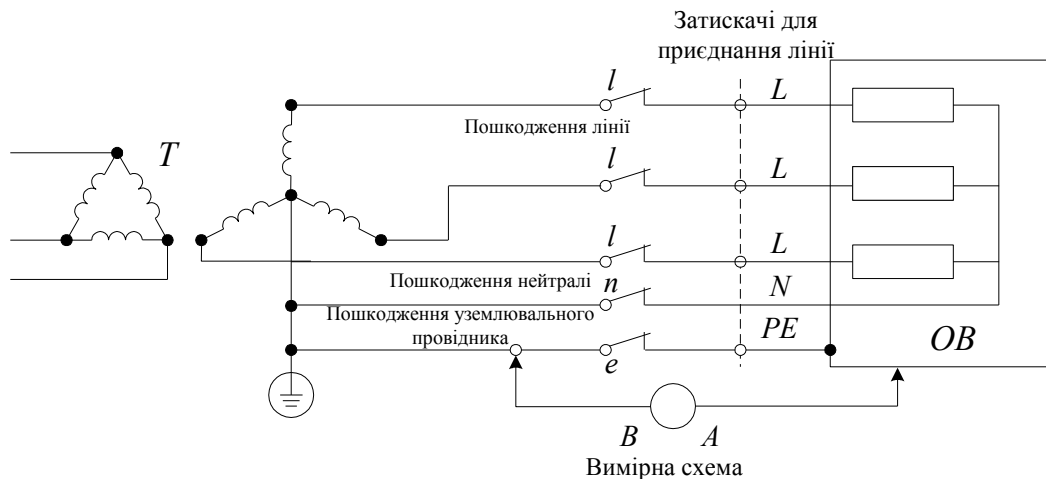 Затискачі для
приєднання лінії
l
L
Пошкодження лінії
T
l
L
l
L
Пошкодження нейтралі
n
N
Пошкодження уземлювального
провідника
PE
OB
e
B
A
Вимірна схема